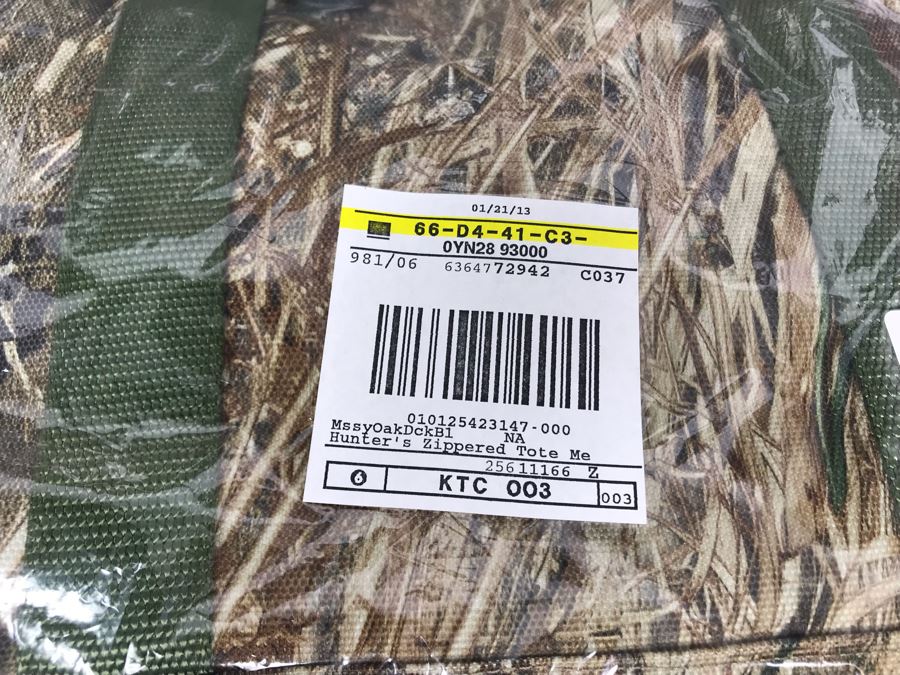 01/21/13
66-D4-41-C3-
0YN28 93000
981/06 6364772942 C037
010125423147-000
MssyOakDckBl NA
Hunter's Zippered Tote Me
25611166 Z
6 KTC 003 003